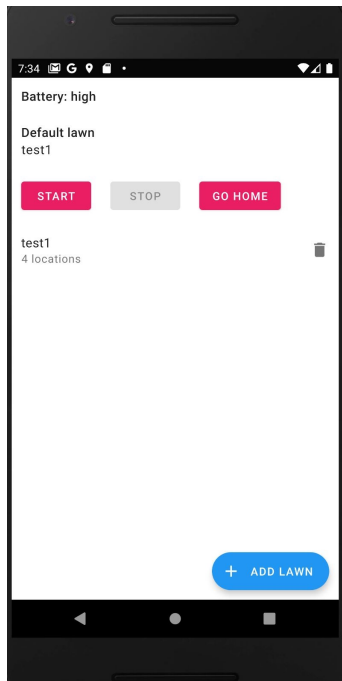 7:34 G
Battery: high
Default lawn
test1
START STOP GO HOME
test1
4 locations
+ ADD LAWN